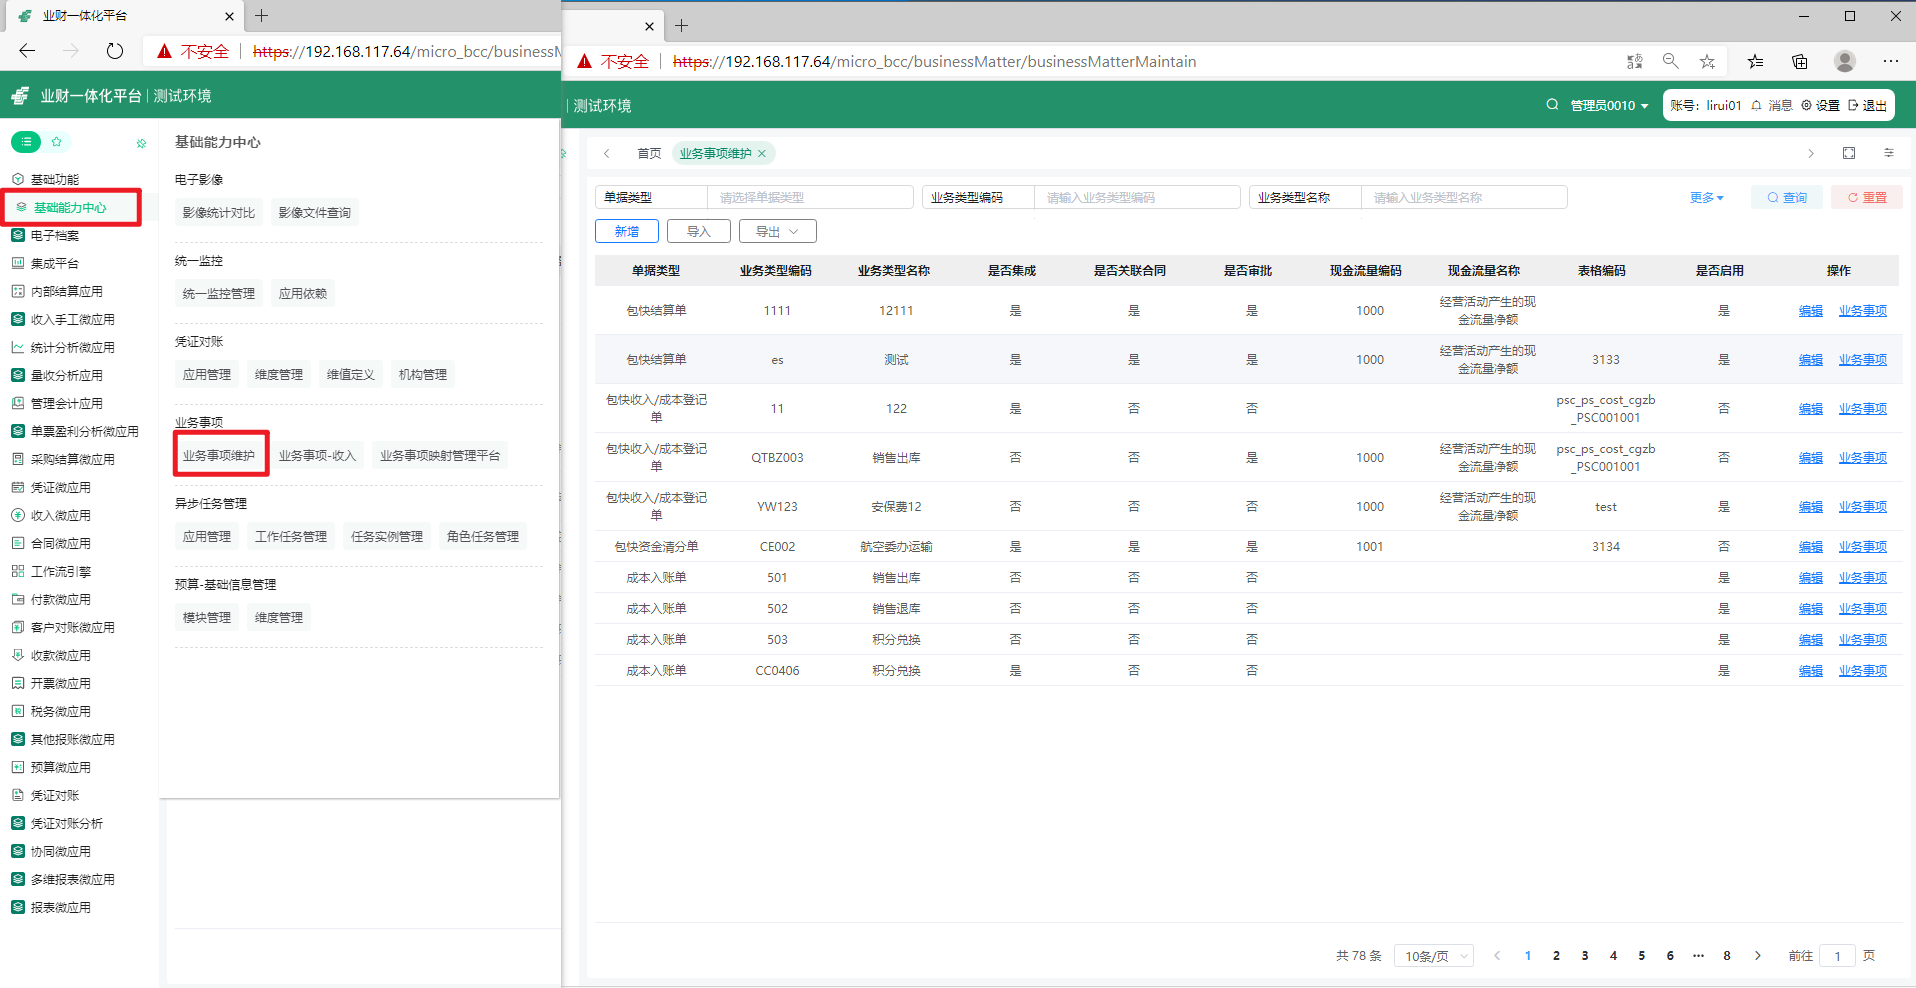 业财一体化平台
不安全 https://192.168.117.64/micro_bcc/businessM
业财一体化平台 | 测试环境
基础功能
基础能力中心
电子档案
集成平台
内部结算应用
收入手工微应用
统计分析微应用
量收分析应用
管理会计应用
单票盈利分析微应用
采购结算微应用
凭证微应用
收入微应用
合同微应用
工作流引擎
付款微应用
客户对账微应用
收款微应用
开票微应用
税务微应用
其他报账微应用
预算微应用
凭证对账
凭证对账分析
协同微应用
多维报表微应用
报表微应用
基础能力中心
电子影像
影像统计对比 影像文件查询
统一监控
统一监控管理 应用依赖
凭证对账
应用管理 维度管理 维值定义 机构管理
业务事项
业务事项维护 业务事项-收入 业务事项映射管理平台
异步任务管理
应用管理 工作任务管理 任务实例管理 角色任务管理
预算-基础信息管理
模块管理 维度管理
不安全 https://192.168.117.64/micro_bcc/businessMatter/businessMatterMaintain
| 测试环境 管理员0010 账号：lirui01 消息 设置 退出
首页 业务事项维护
单据类型 请选择单据类型 业务类型编码 请输入业务类型编码 业务类型名称 请输入业务类型名称 更多 查询 重置
新增 导入 导出
单据类型 业务类型编码 业务类型名称 是否集成 是否关联合同 是否审批 现金流量编码 现金流量名称 表格编码 是否启用 操作
包快结算单 1111 12111 是 是 是 1000 经营活动产生的现
金流量净额 是 编辑 业务事项
包快结算单 es 测试 是 是 是 1000 经营活动产生的现
金流量净额 3133 是 编辑 业务事项
包快收入/成本登记
单 11 122 是 否 否 psc_ps_cost_cgzb
_PSC001001 否 编辑 业务事项
包快收入/成本登记
单 QTBZ003 销售出库 否 否 是 1000 经营活动产生的现
金流量净额 psc_ps_cost_cgzb
_PSC001001 否 编辑 业务事项
包快收入/成本登记
单 YW123 安保费12 否 否 否 1000 经营活动产生的现
金流量净额 test 是 编辑 业务事项
包快资金清分单 CE002 航空委办运输 是 是 是 1001 3134 否 编辑 业务事项
成本入账单 501 销售出库 否 否 否 是 编辑 业务事项
成本入账单 502 销售退库 否 否 否 是 编辑 业务事项
成本入账单 503 积分兑换 否 否 否 是 编辑 业务事项
成本入账单 CC0406 积分兑换 是 否 否 是 编辑 业务事项
共 78 条 10条/页 1 2 3 4 5 6 ··· 8 前往 1 页